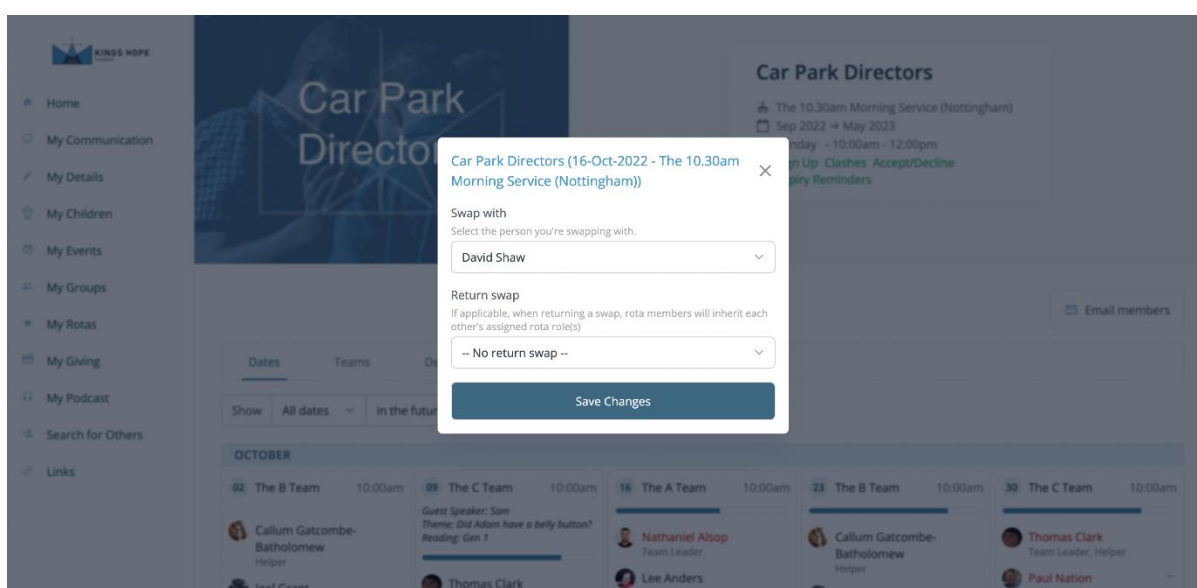 KINGS HOPE
Home
My Communication
My Details
My Children
My Events
My Groups
My Rotas
My Giving
My Podcast
Search for Others
Links
Car Park
Director
Car Park Directors
The 10.30am Morning Service (Nottingham)
Sep 2022 → May 2023
- 10:00am - 12:00pm
Up Clashes Accept/Decline
Reminders
Car Park Directors (16-Oct-2022 - The 10.30am
Morning Service (Nottingham))
Swap with
Select the person you're swapping with.
David Shaw
Return swap
If applicable, when returning a swap, rota members will inherit each
other's assigned rota role(s)
-- No return swap --
Save Changes
Email members
Dates Teams
Show All dates in the futur
OCTOBER
02 The B Team 10:00am
Callum Gatcombe-
Batholomew
Helper
Joel Grant
09 The C Team 10:00am
Guest Speaker: Sam
Theme: Did Adam have a belly button?
Reading: Gen 1
Thomas Clark
16 The A Team 10:00am
Nathaniel Alsop
Team Leader
Lee Anders
23 The B Team 10:00am
Callum Gatcombe-
Batholomew
Helper
30 The C Team 10:00am
Thomas Clark
Team Leader, Helper
Paul Nation